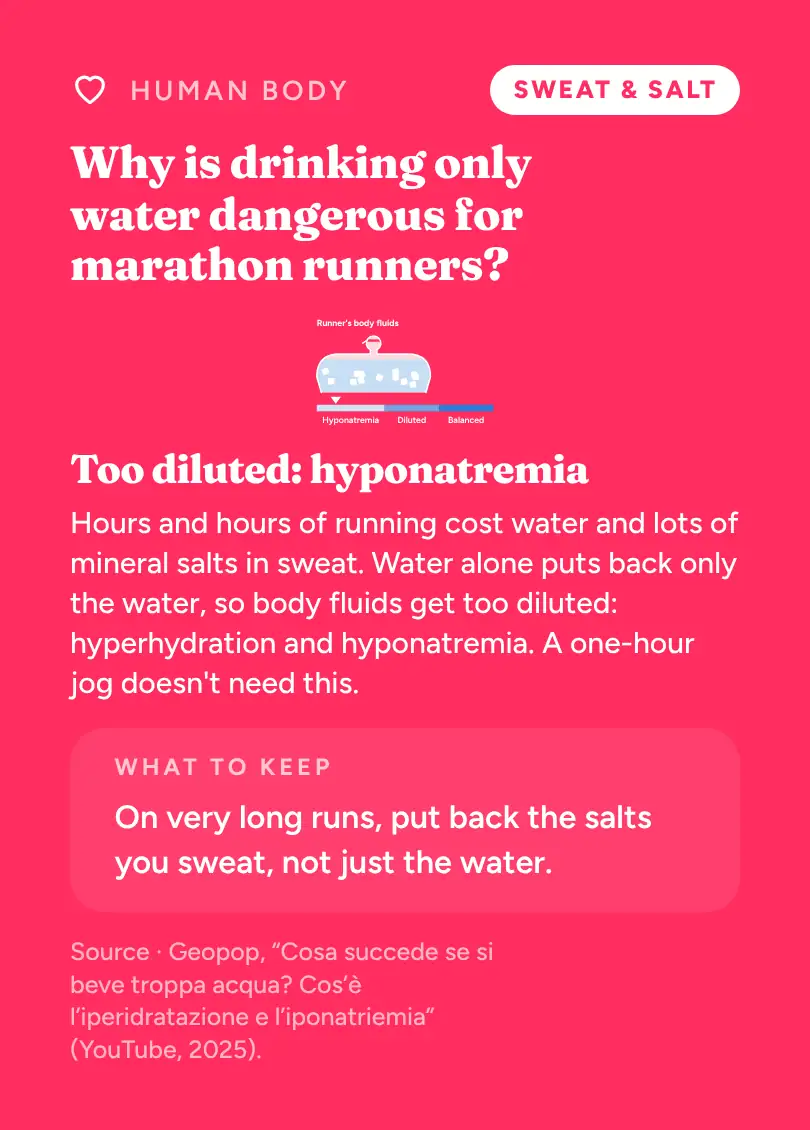 HUMAN BODY
SWEAT & SALT
Why is drinking only
water dangerous for
marathon runners?
Runner's body fluids
Hyponatremia
Diluted
Balanced
Too diluted: hyponatremia
Hours and hours of running cost water and lots of
mineral salts in sweat. Water alone puts back only
the water, so body fluids get too diluted:
hyperhydration and hyponatremia. A one-hour
jog doesn't need this.
WHAT TO KEEP
On very long runs, put back the salts
you sweat, not just the water.
Source · Geopop, “Cosa succede se si
beve troppa acqua? Cos’è
l’iperidratazione e l’iponatriemia”
(YouTube, 2025).